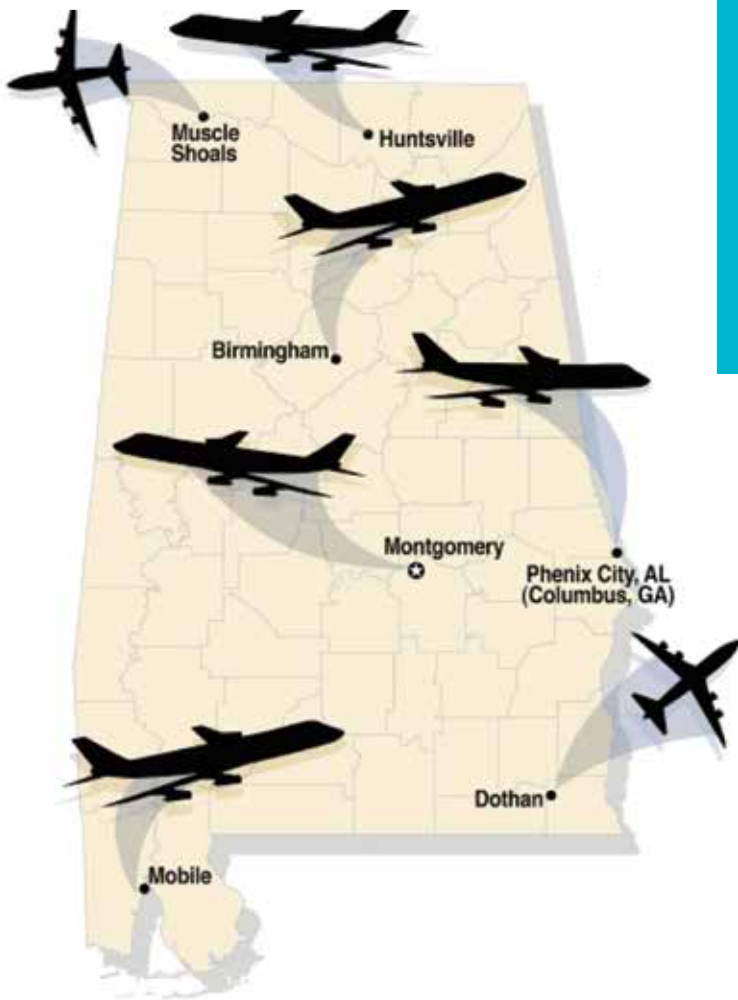 Muscle
Shoals
Huntsville
Birmingham
Montgomery
Phenix City, AL
(Columbus, GA)
Dothan
Mobile